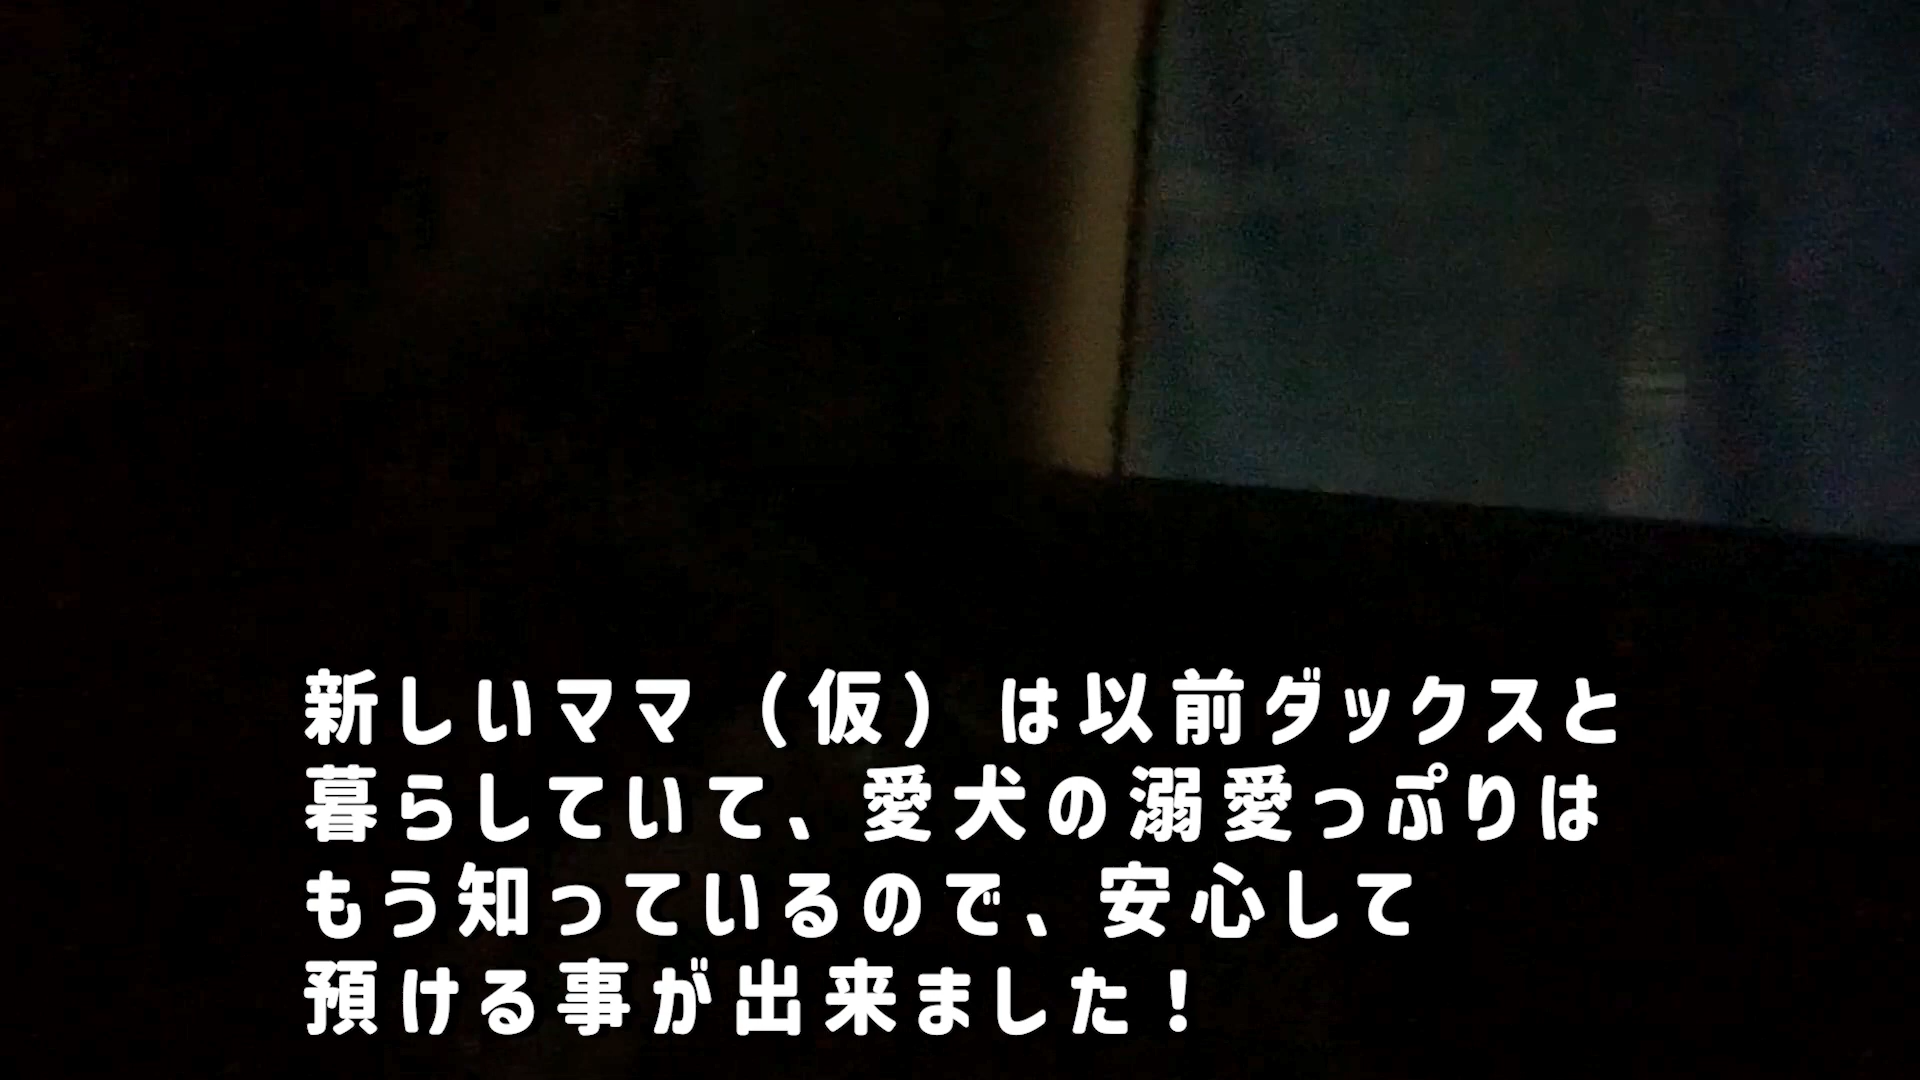 新しいママ（仮）は以前ダックスと
暮らしていて、愛犬の溺愛っぷりは
もう知っているので、安心して
預ける事が出来ました！